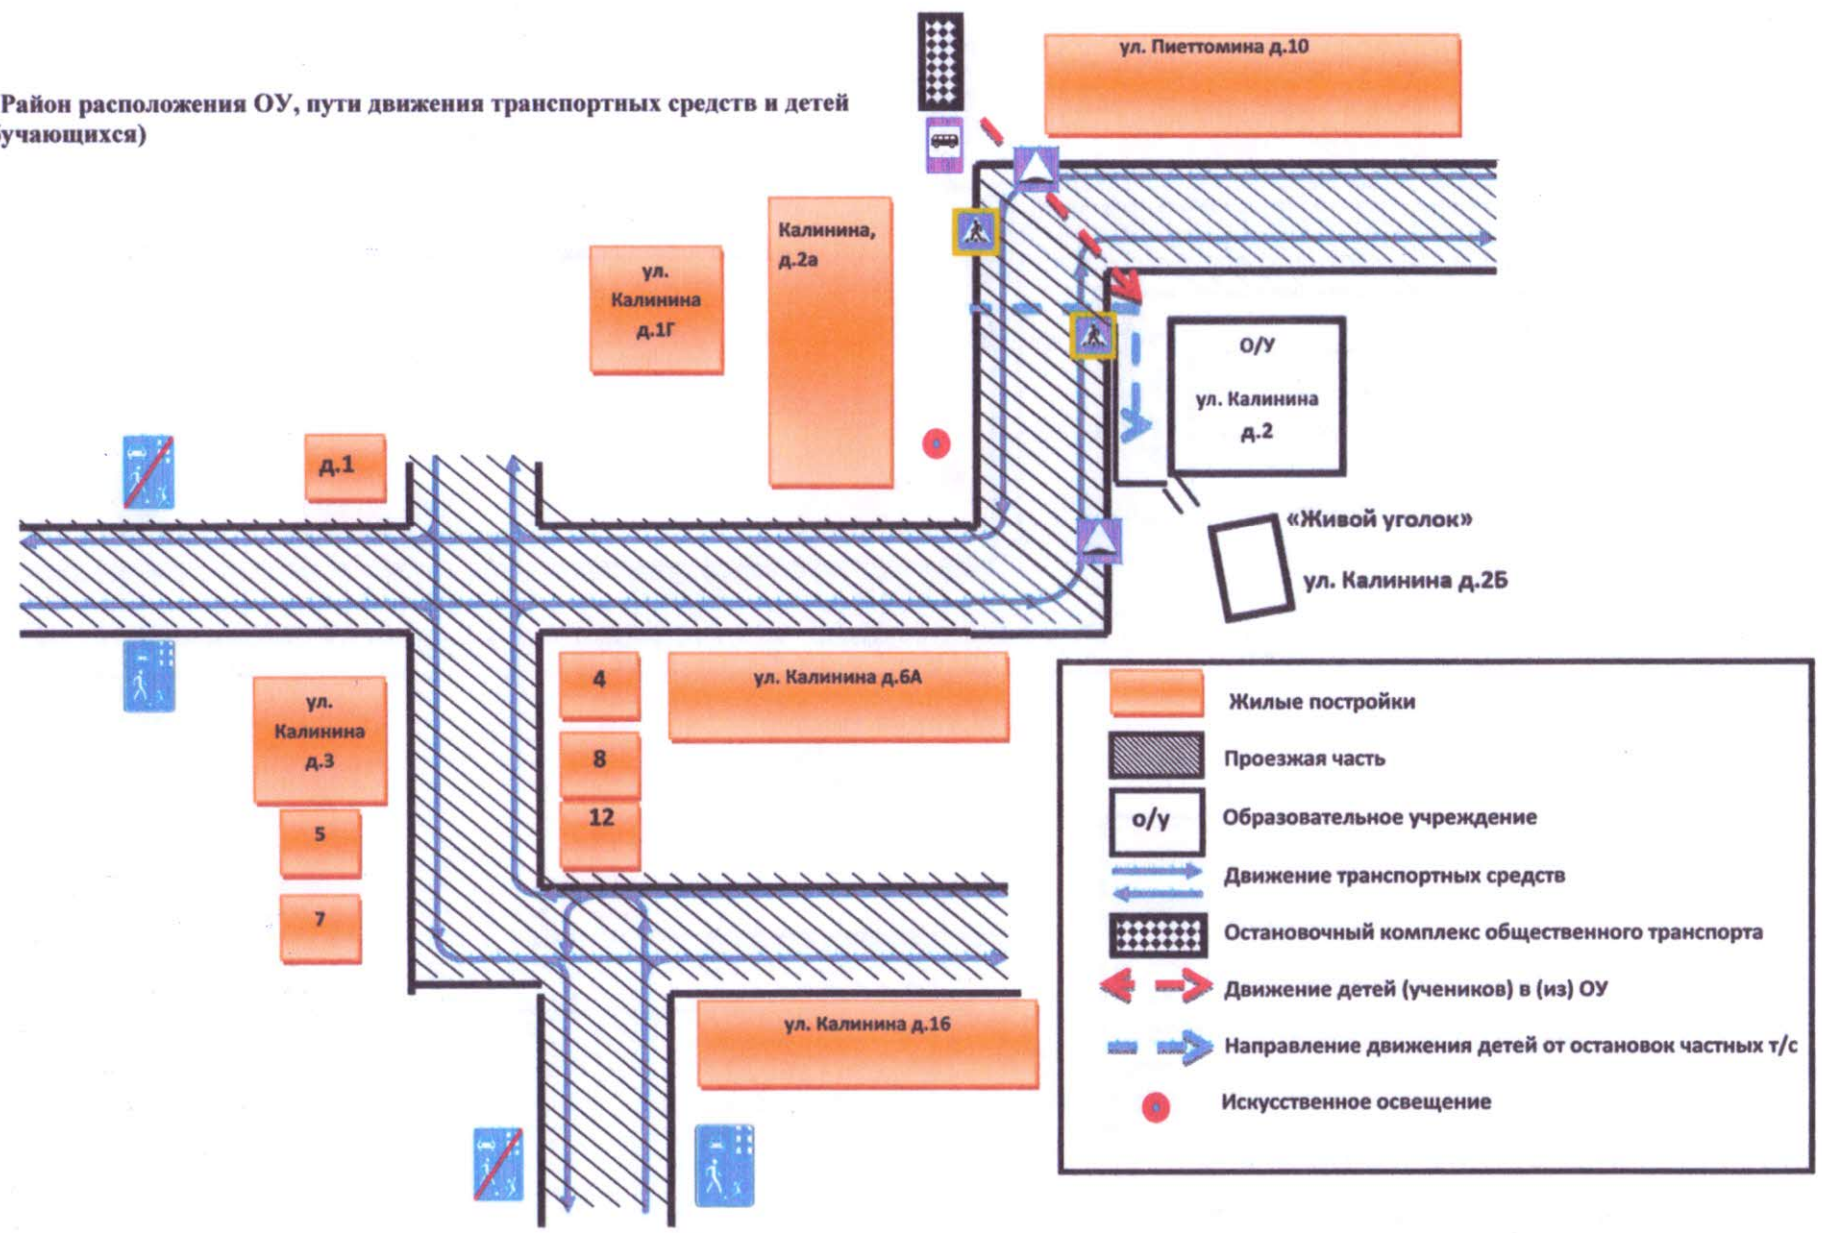 Район расположения ОУ, пути движения транспортных средств и детей
бучающихся)
ул. Пиеттомина д.10
Калинина,
д.2а
ул.
Калинина
д.1Г
О/У
ул. Калинина
д.2
д.1
«Живой уголок»
ул. Калинина д.2Б
ул.
Калинина
д.3
5
7
4
8
12
ул. Калинина д.6А
ул. Калинина д.16
Жилые постройки
Проезжая часть
о/у
Образовательное учреждение
Движение транспортных средств
Остановочный комплекс общественного транспорта
Движение детей (учеников) в (из) ОУ
Направление движения детей от остановок частных т/с
Искусственное освещение